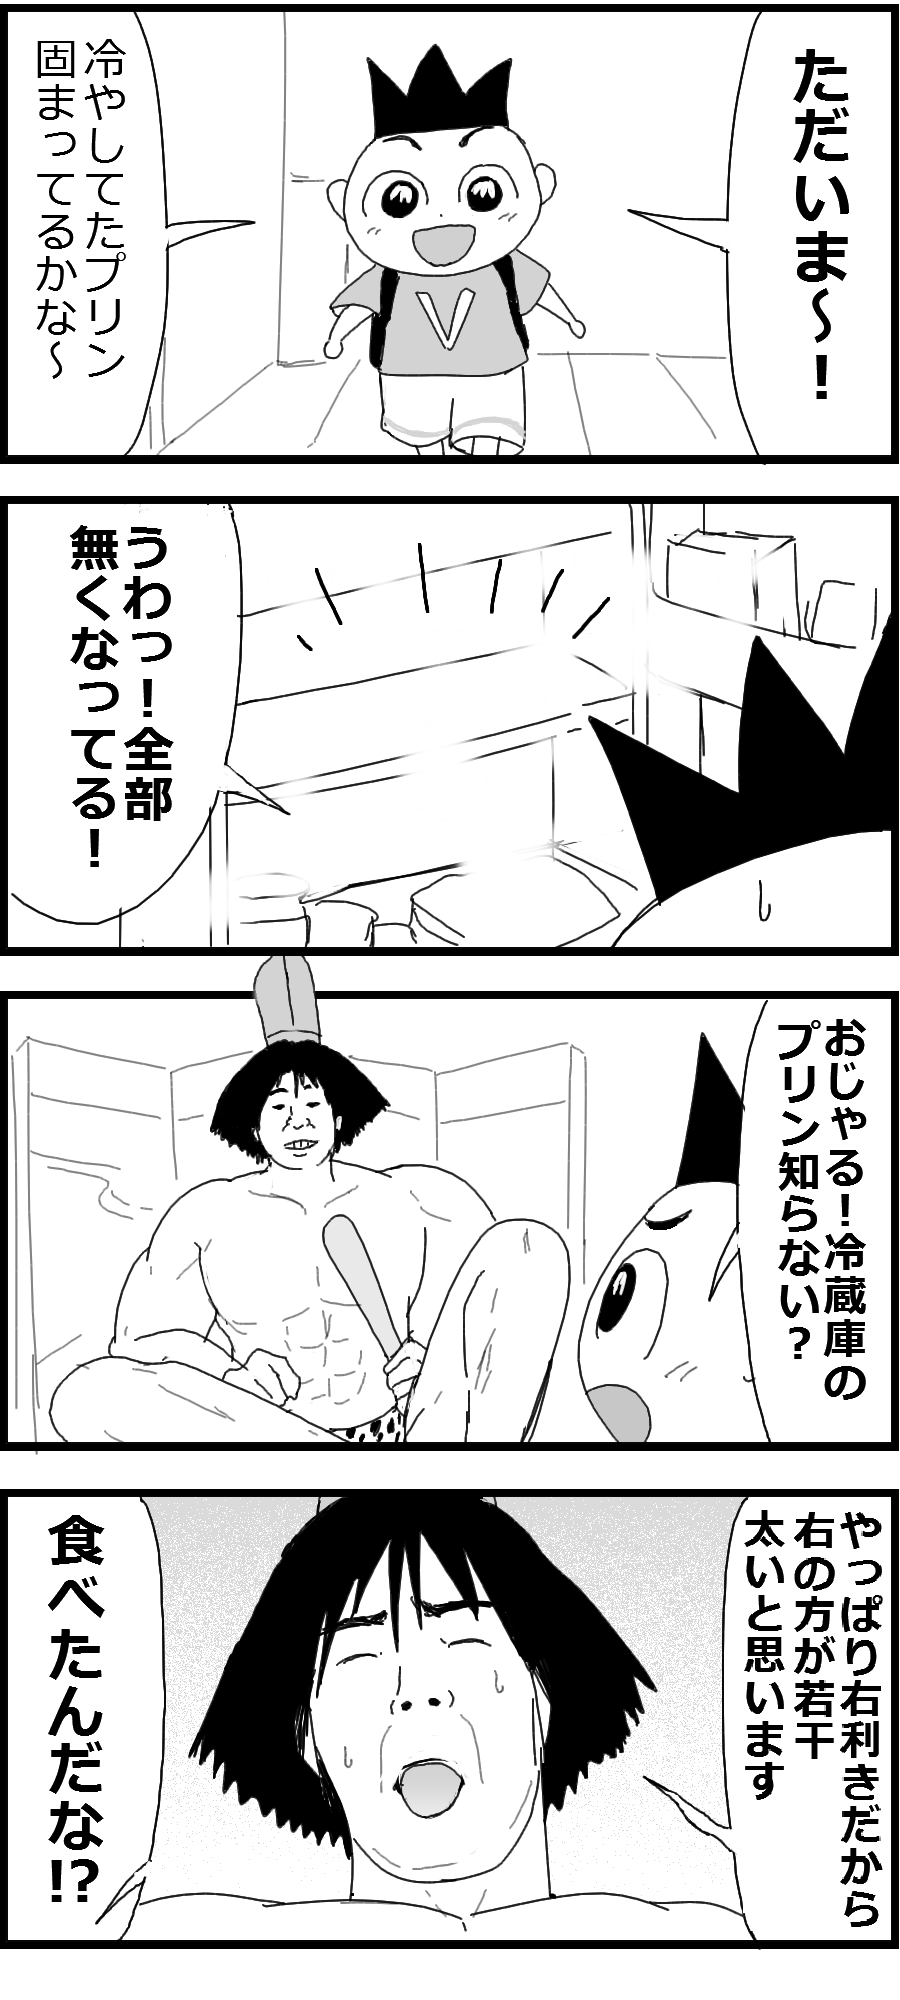 ただいま～！
冷やしてたプリン
固まってるかな～
うわっ！全部
無くなってる！
おじゃる！冷蔵庫の
プリン知らない？
やっぱり右利きだから
右の方が若干
太いと思います
食べたんだな!?